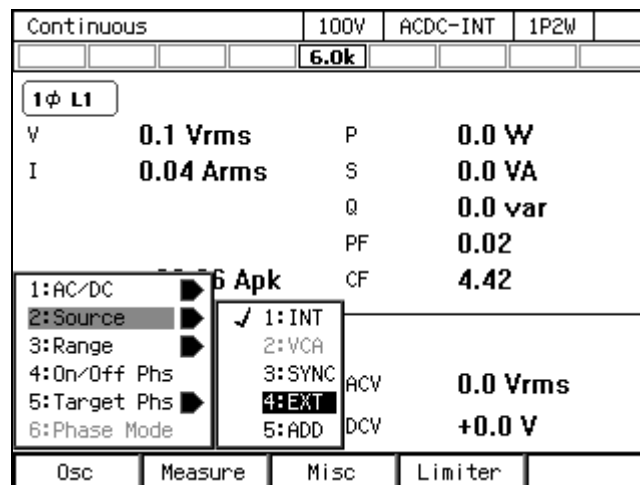 Continuous 100V ACDC-INT 1P2W
6.0k
1φ L1
V 0.1 Vrms P 0.0 W
I 0.04 Arms S 0.0 VA
Q 0.0 var
PF 0.02
6 Apk CF 4.42
1:AC/DC
2:Source ✓ 1:INT
3:Range 2:VCA
4:On/Off Phs 3:SYNC ACV 0.0 Vrms
5:Target Phs 4:EXT
6:Phase Mode 5:ADD DCV +0.0 V
Osc Measure Misc Limiter